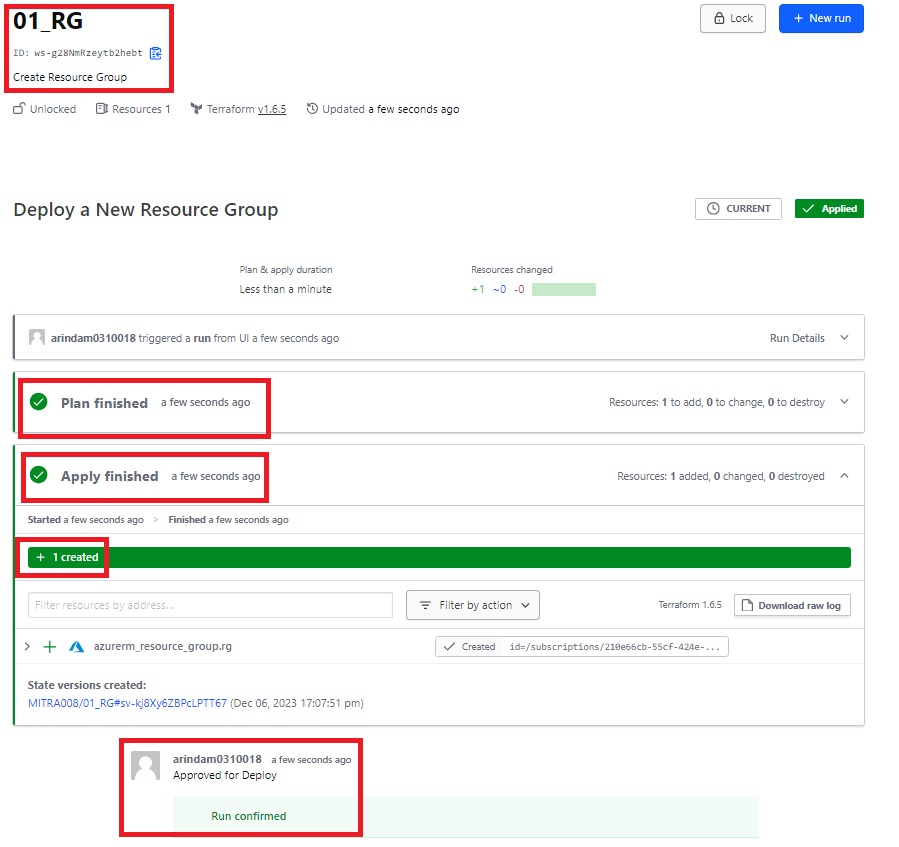 01_RG
Lock
+ New run
ID: ws-g28NmRzeytb2hebt
Create Resource Group
Unlocked Resources 1 Terraform v1.6.5 Updated a few seconds ago
Deploy a New Resource Group
CURRENT
Applied
Plan & apply duration
Resources changed
Less than a minute
+1 ~0 -0
arindam0310018 triggered a run from UI a few seconds ago
Run Details
Plan finished a few seconds ago
Resources: 1 to add, 0 to change, 0 to destroy
Apply finished a few seconds ago
Resources: 1 added, 0 changed, 0 destroyed
Started a few seconds ago > Finished a few seconds ago
+ 1 created
Filter resources by address...
Filter by action
Terraform 1.6.5
Download raw log
azurerm_resource_group.rg
Created id=/subscriptions/210e66cb-55cf-424e-...
State versions created:
MITRA008/01_RG#sv-kj8Xy6ZBPcLPTT67 (Dec 06, 2023 17:07:51 pm)
arindam0310018 a few seconds ago
Approved for Deploy
Run confirmed